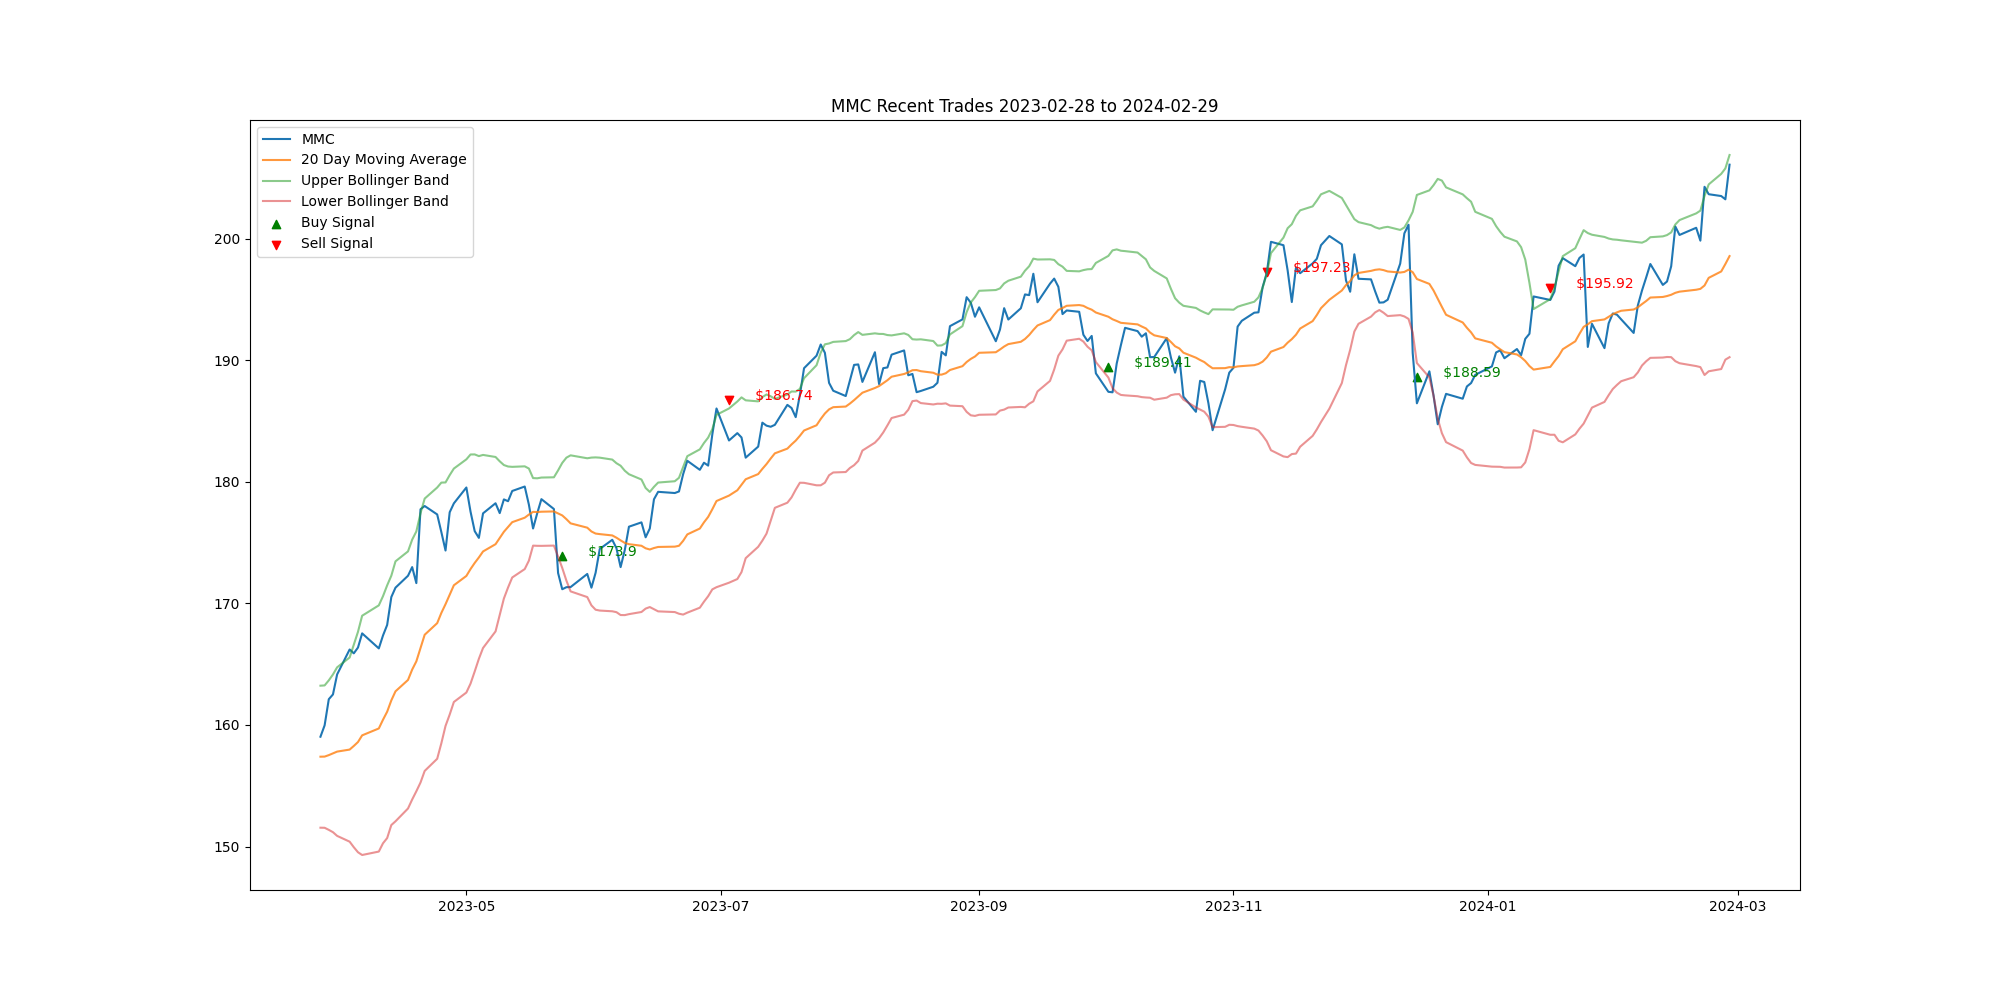 MMC Recent Trades 2023-02-28 to 2024-02-29
MMC
20 Day Moving Average
Upper Bollinger Band
Lower Bollinger Band
Buy Signal
Sell Signal
200
190
180
170
160
150
$173.9
$186.74
$189.41
$197.23
$188.59
$195.92
2023-05
2023-07
2023-09
2023-11
2024-01
2024-03